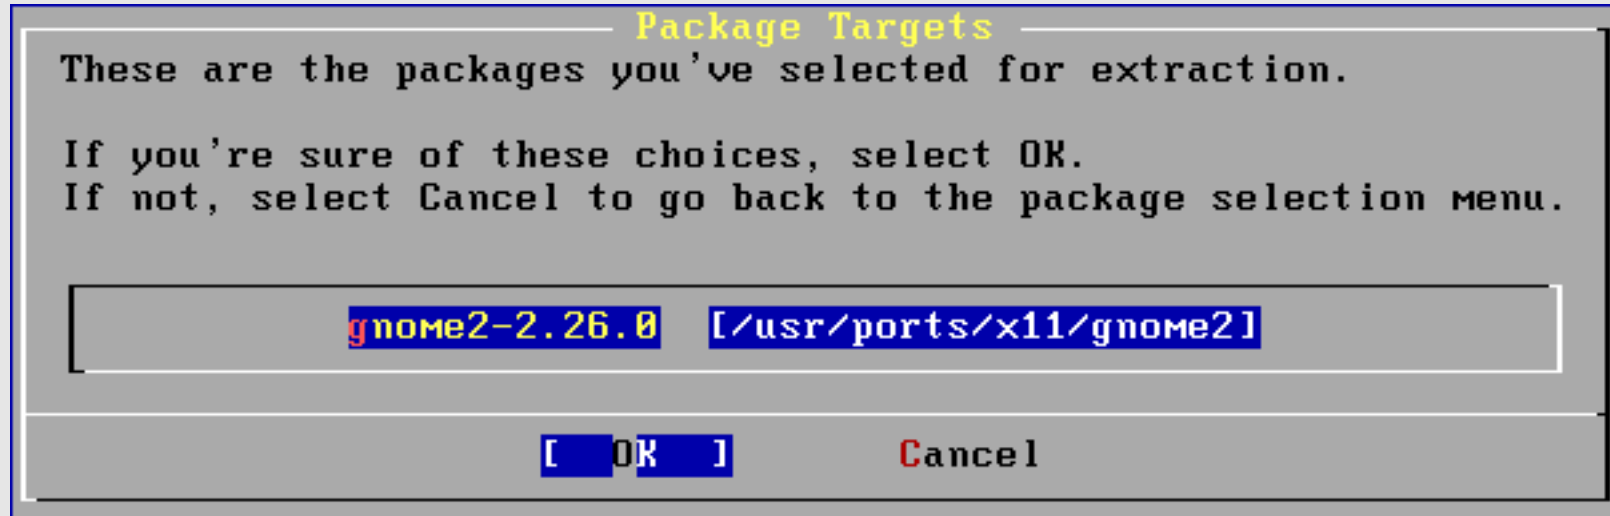 Package Targets
These are the packages you've selected for extraction.
If you're sure of these choices, select OK.
If not, select Cancel to go back to the package selection menu.
gnome2-2.26.0 [/usr/ports/x11/gnome2]
[ OK ] Cancel